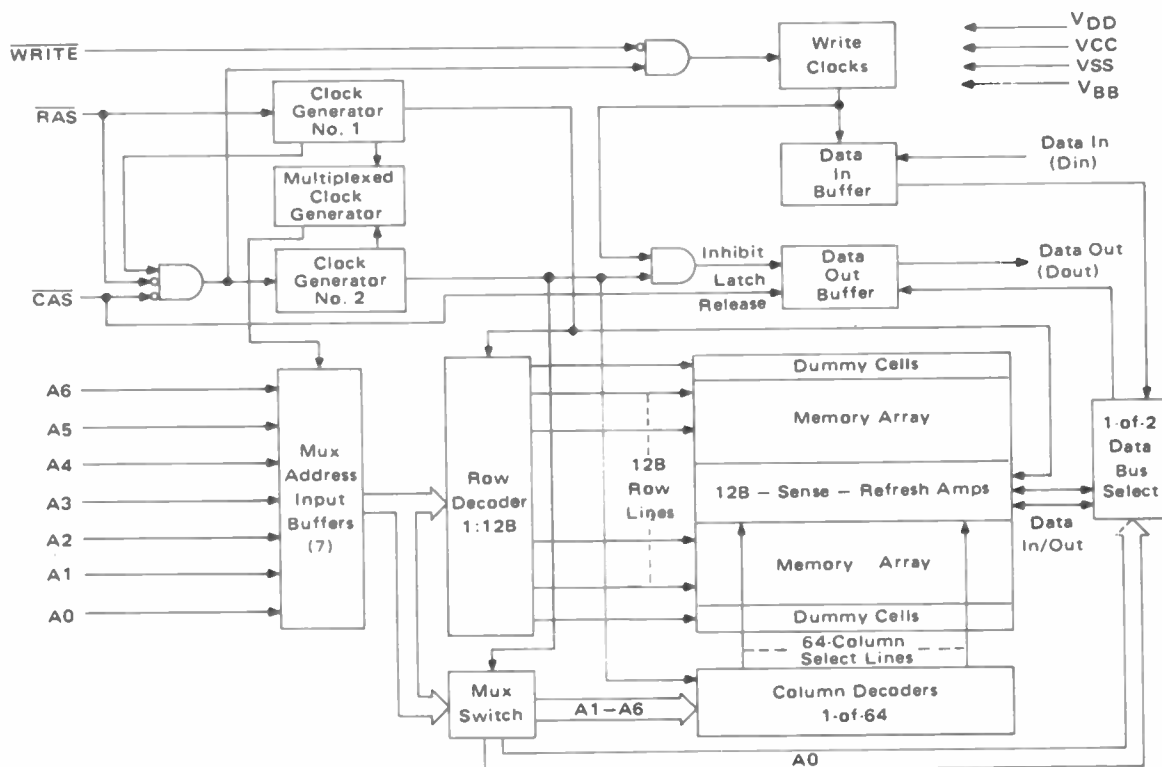 WRITE
RAS
CAS
Clock
Generator
No. 1
Multiplexed
Clock
Generator
Clock
Generator
No. 2
Write
Clocks
VDD
VCC
VSS
VBB
Data
In
Buffer
Data In
(Din)
Inhibit
Latch
Release
Data
Out
Buffer
Data Out
(Dout)
A6
A5
A4
A3
A2
A1
A0
Mux
Address
Input
Buffers
(7)
Row
Decoder
1:12B
12B
Row
Lines
Dummy Cells
Memory Array
12B – Sense – Refresh Amps
Memory Array
Dummy Cells
1-of-2
Data
Bus
Select
Data
In/Out
64-Column
Select Lines
Mux
Switch
A1–A6
Column Decoders
1-of-64
A0